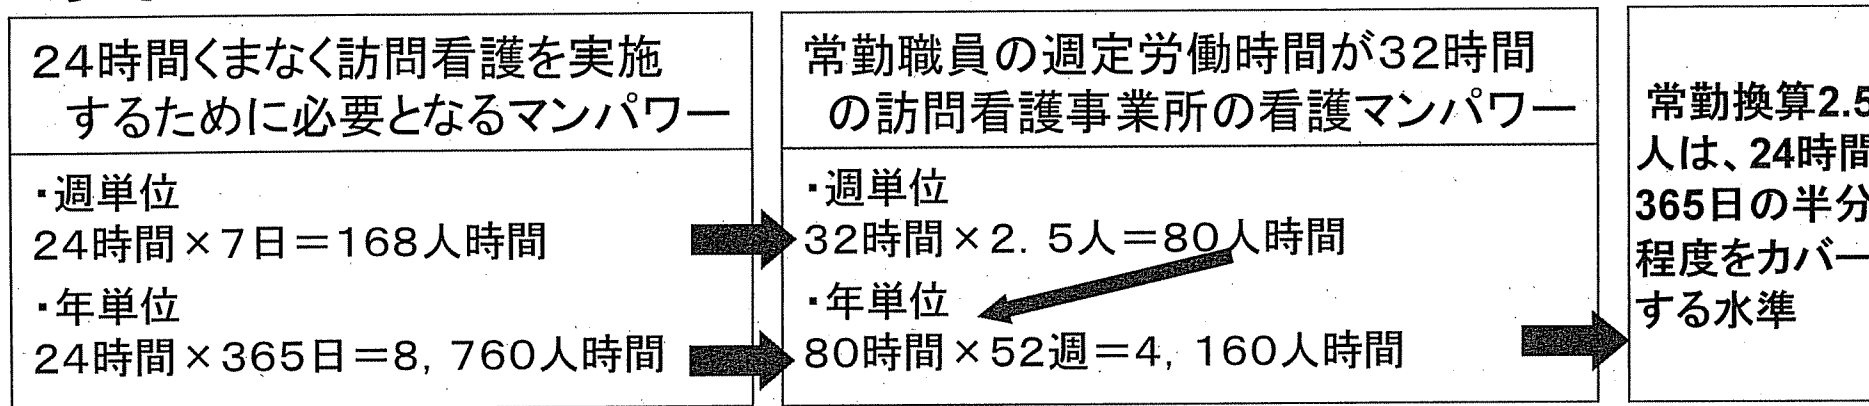 24時間くまなく訪問看護を実施
するために必要となるマンパワー
・週単位
24時間×7日＝168人時間
・年単位
24時間×365日＝8，760人時間
常勤職員の週定労働時間が32時間
の訪問看護事業所の看護マンパワー
・週単位
32時間×2．5人＝80人時間
・年単位
80時間×52週＝4，160人時間
常勤換算2.5
人は、24時間
365日の半分
程度をカバー
する水準